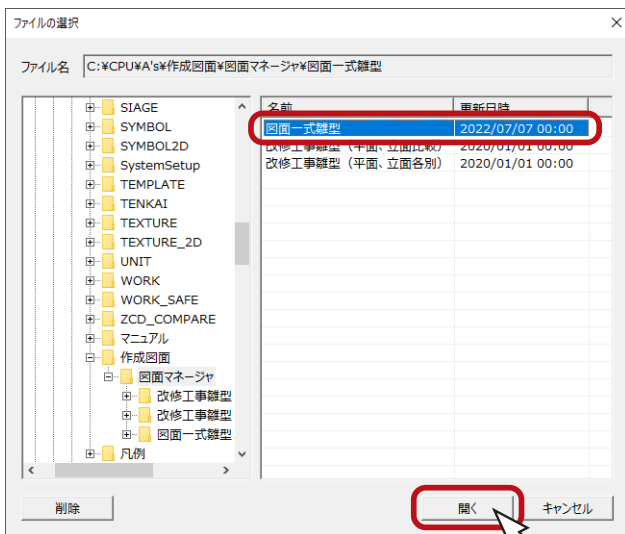 ファイルの選択
ファイル名 C:¥CPU¥A's¥作成図面¥図面マネージャ¥図面一式雛型
SIAGE
SYMBOL
SYMBOL2D
SystemSetup
TEMPLATE
TENKAI
TEXTURE
TEXTURE_2D
UNIT
WORK
WORK_SAFE
ZCD_COMPARE
マニュアル
作成図面
図面マネージャ
改修工事雛型
改修工事雛型
図面一式雛型
凡例
名前 更新日時
図面一式雛型 2022/07/07 00:00
改修工事雛型（平面、立面比較） 2020/01/01 00:00
改修工事雛型（平面、立面各別） 2020/01/01 00:00
削除 開く キャンセル